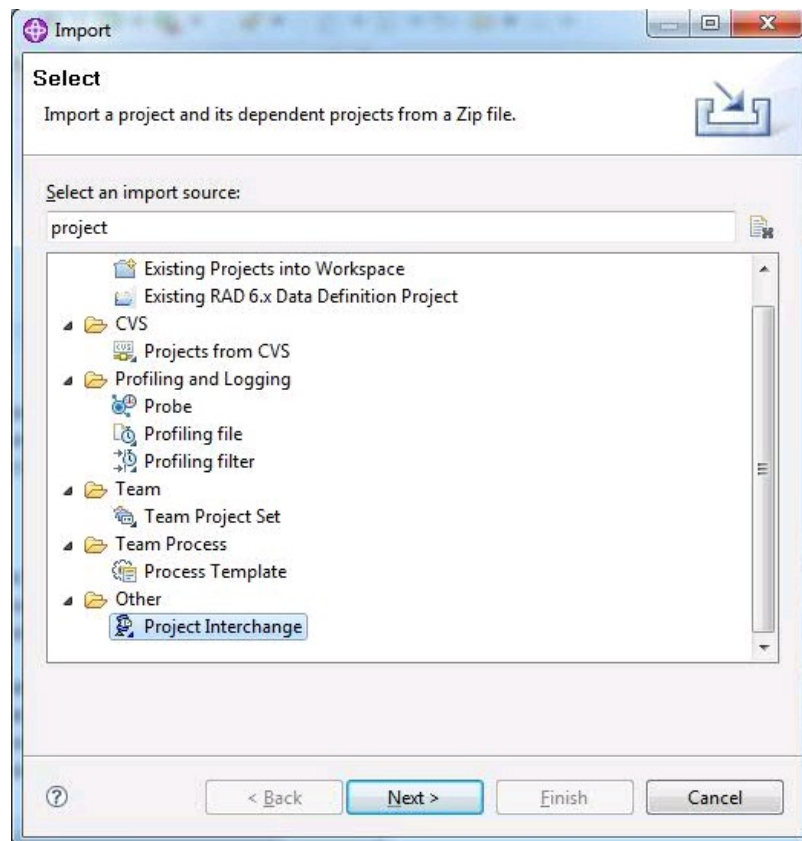 Import
Select
Import a project and its dependent projects from a Zip file.
Select an import source:
project
Existing Projects into Workspace
Existing RAD 6.x Data Definition Project
CVS
Projects from CVS
Profiling and Logging
Probe
Profiling file
Profiling filter
Team
Team Project Set
Team Process
Process Template
Other
Project Interchange
? < Back Next > Finish Cancel